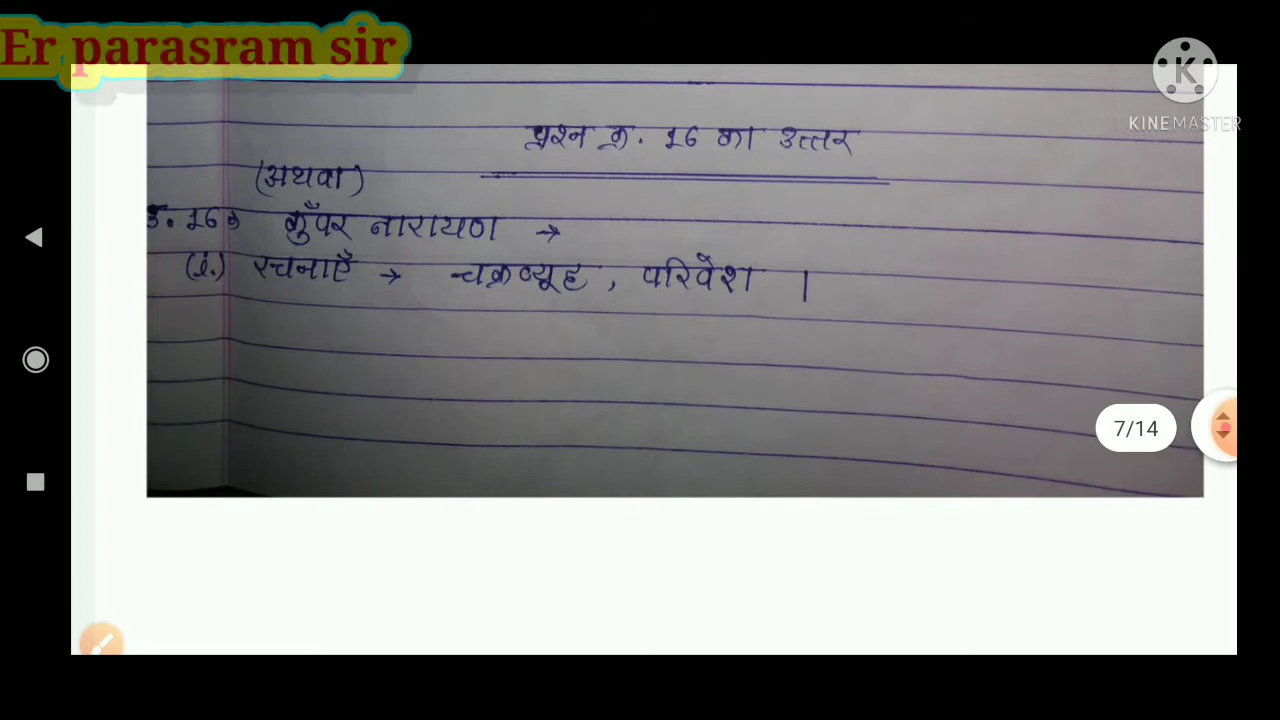 Er parasram sir
K
KINEMASTER
प्रश्न क्र. 16 का उत्तर
(अथवा)
उ. 16 कुँवर नारायण →
(i.) रचनाएँ → चक्रव्यूह , परिवेश |
7/14